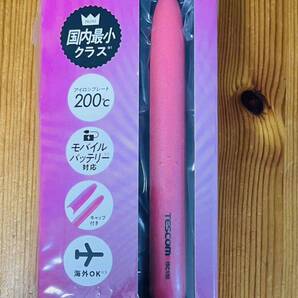 国内最小
クラス
アイロンプレート
200℃
モバイル
バッテリー
対応
キャップ
付き
海外OK
TESCOM